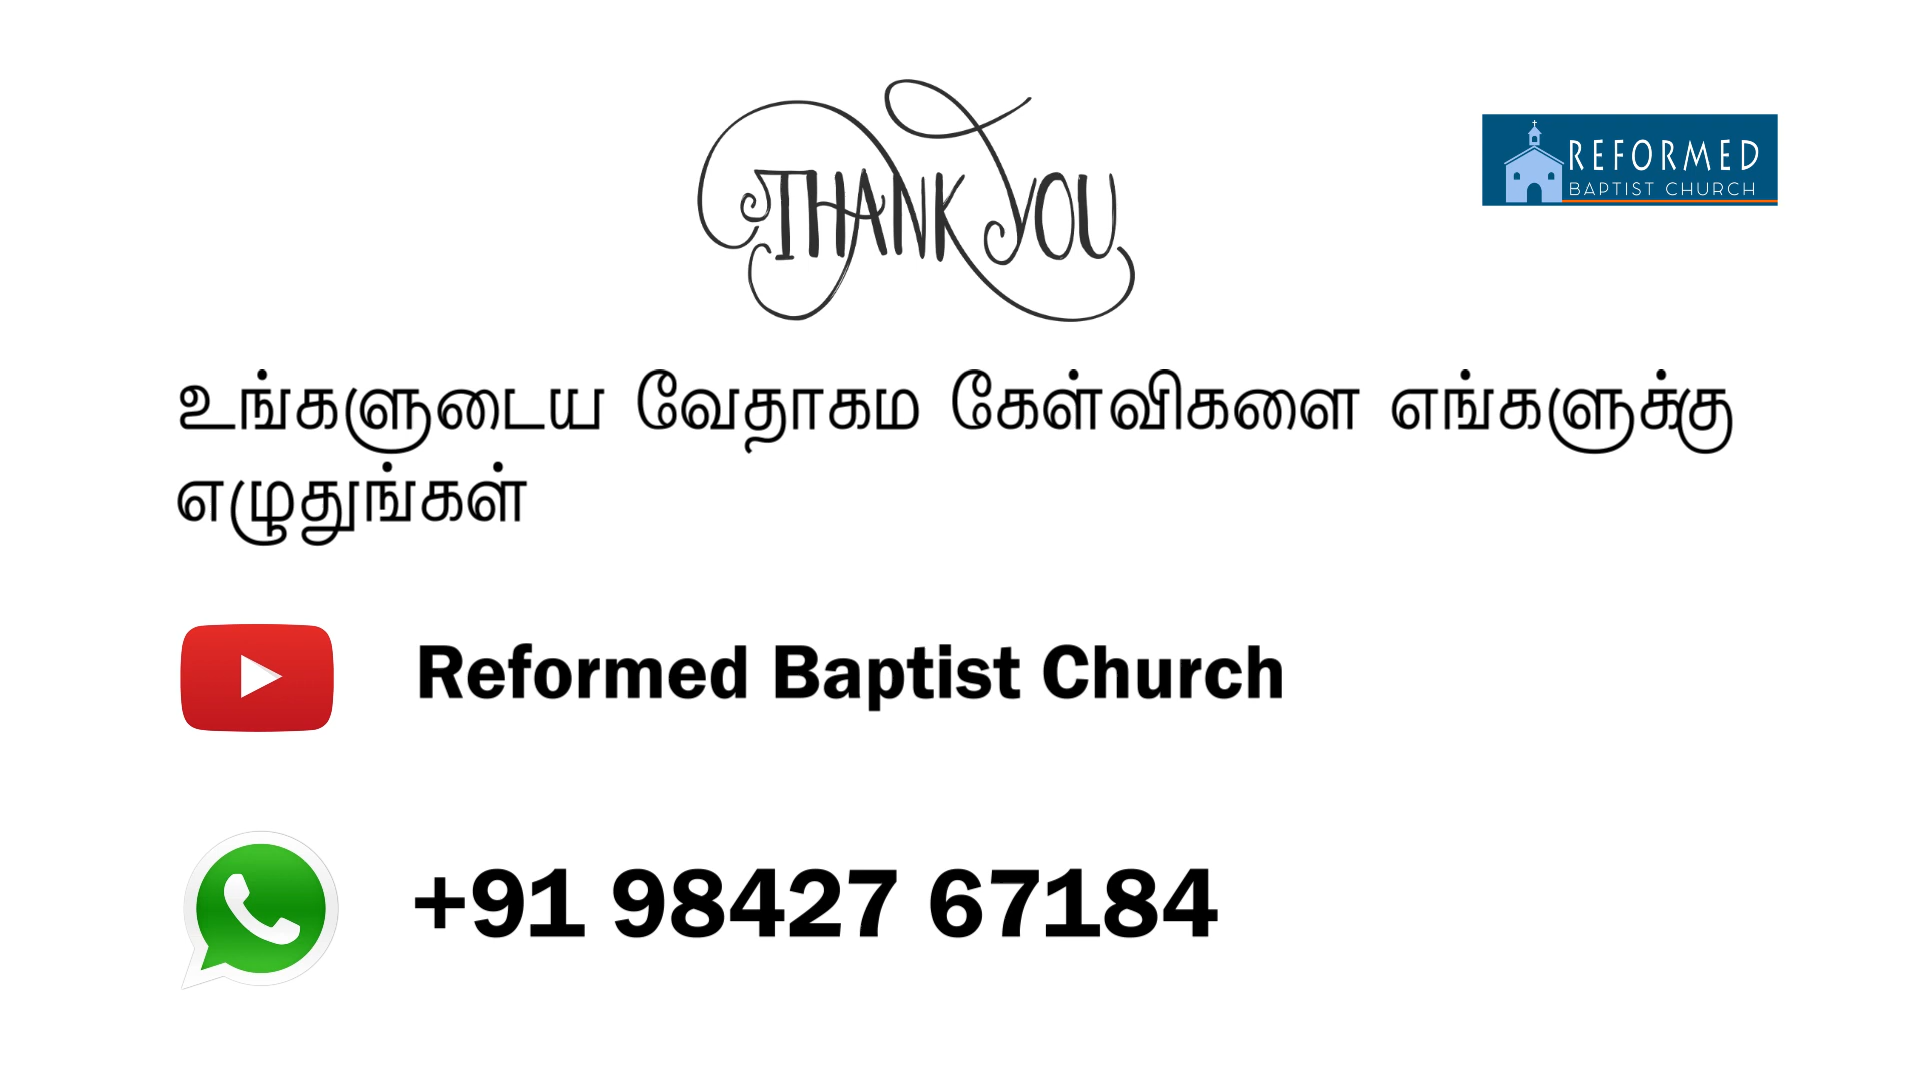 THANK YOU
REFORMED
BAPTIST CHURCH
உங்களுடைய வேதாகம கேள்விகளை எங்களுக்கு
எழுதுங்கள்
Reformed Baptist Church
+91 98427 67184